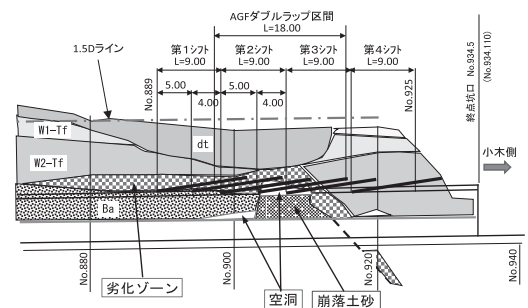 AGFダブルラップ区間
L=18.00
1.5Dライン
第1シフト
L=9.00
第2シフト
L=9.00
第3シフト
L=9.00
第4シフト
L=9.00
No.889
5.00
4.00
5.00
4.00
No.925
終点坑口 No.934.5
(No.934.110)
小木側
W1-Tf
dt
W2-Tf
Ba
No.880
No.900
No.920
No.940
劣化ゾーン
空洞
崩落土砂